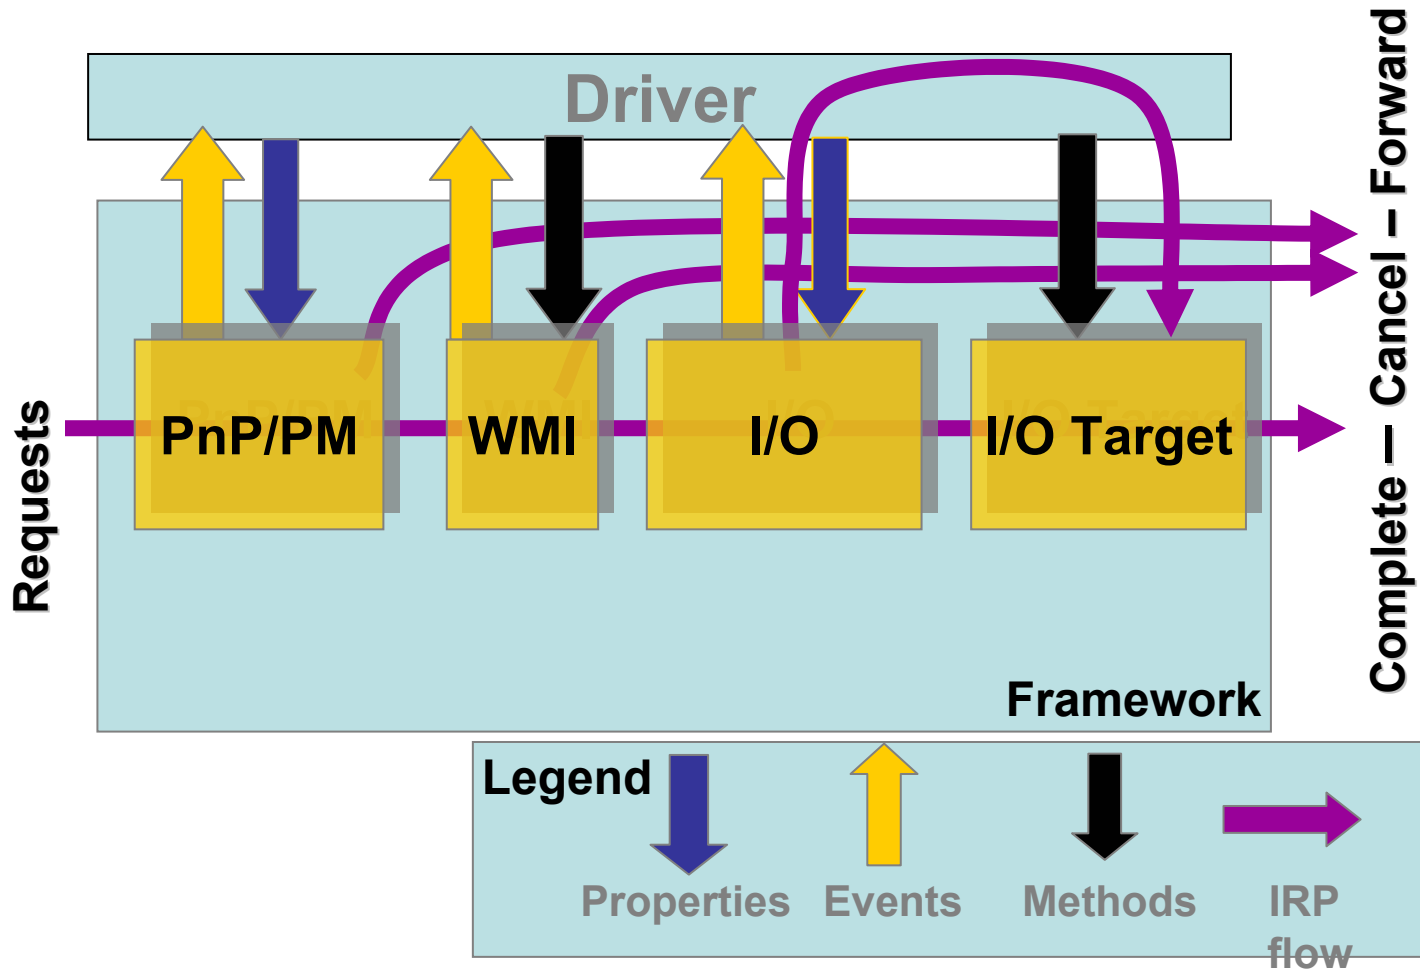 Driver
Requests
PnP/PM
WMI
I/O
I/O Target
Complete — Cancel – Forward
Framework
Legend
Properties
Events
Methods
IRP
flow